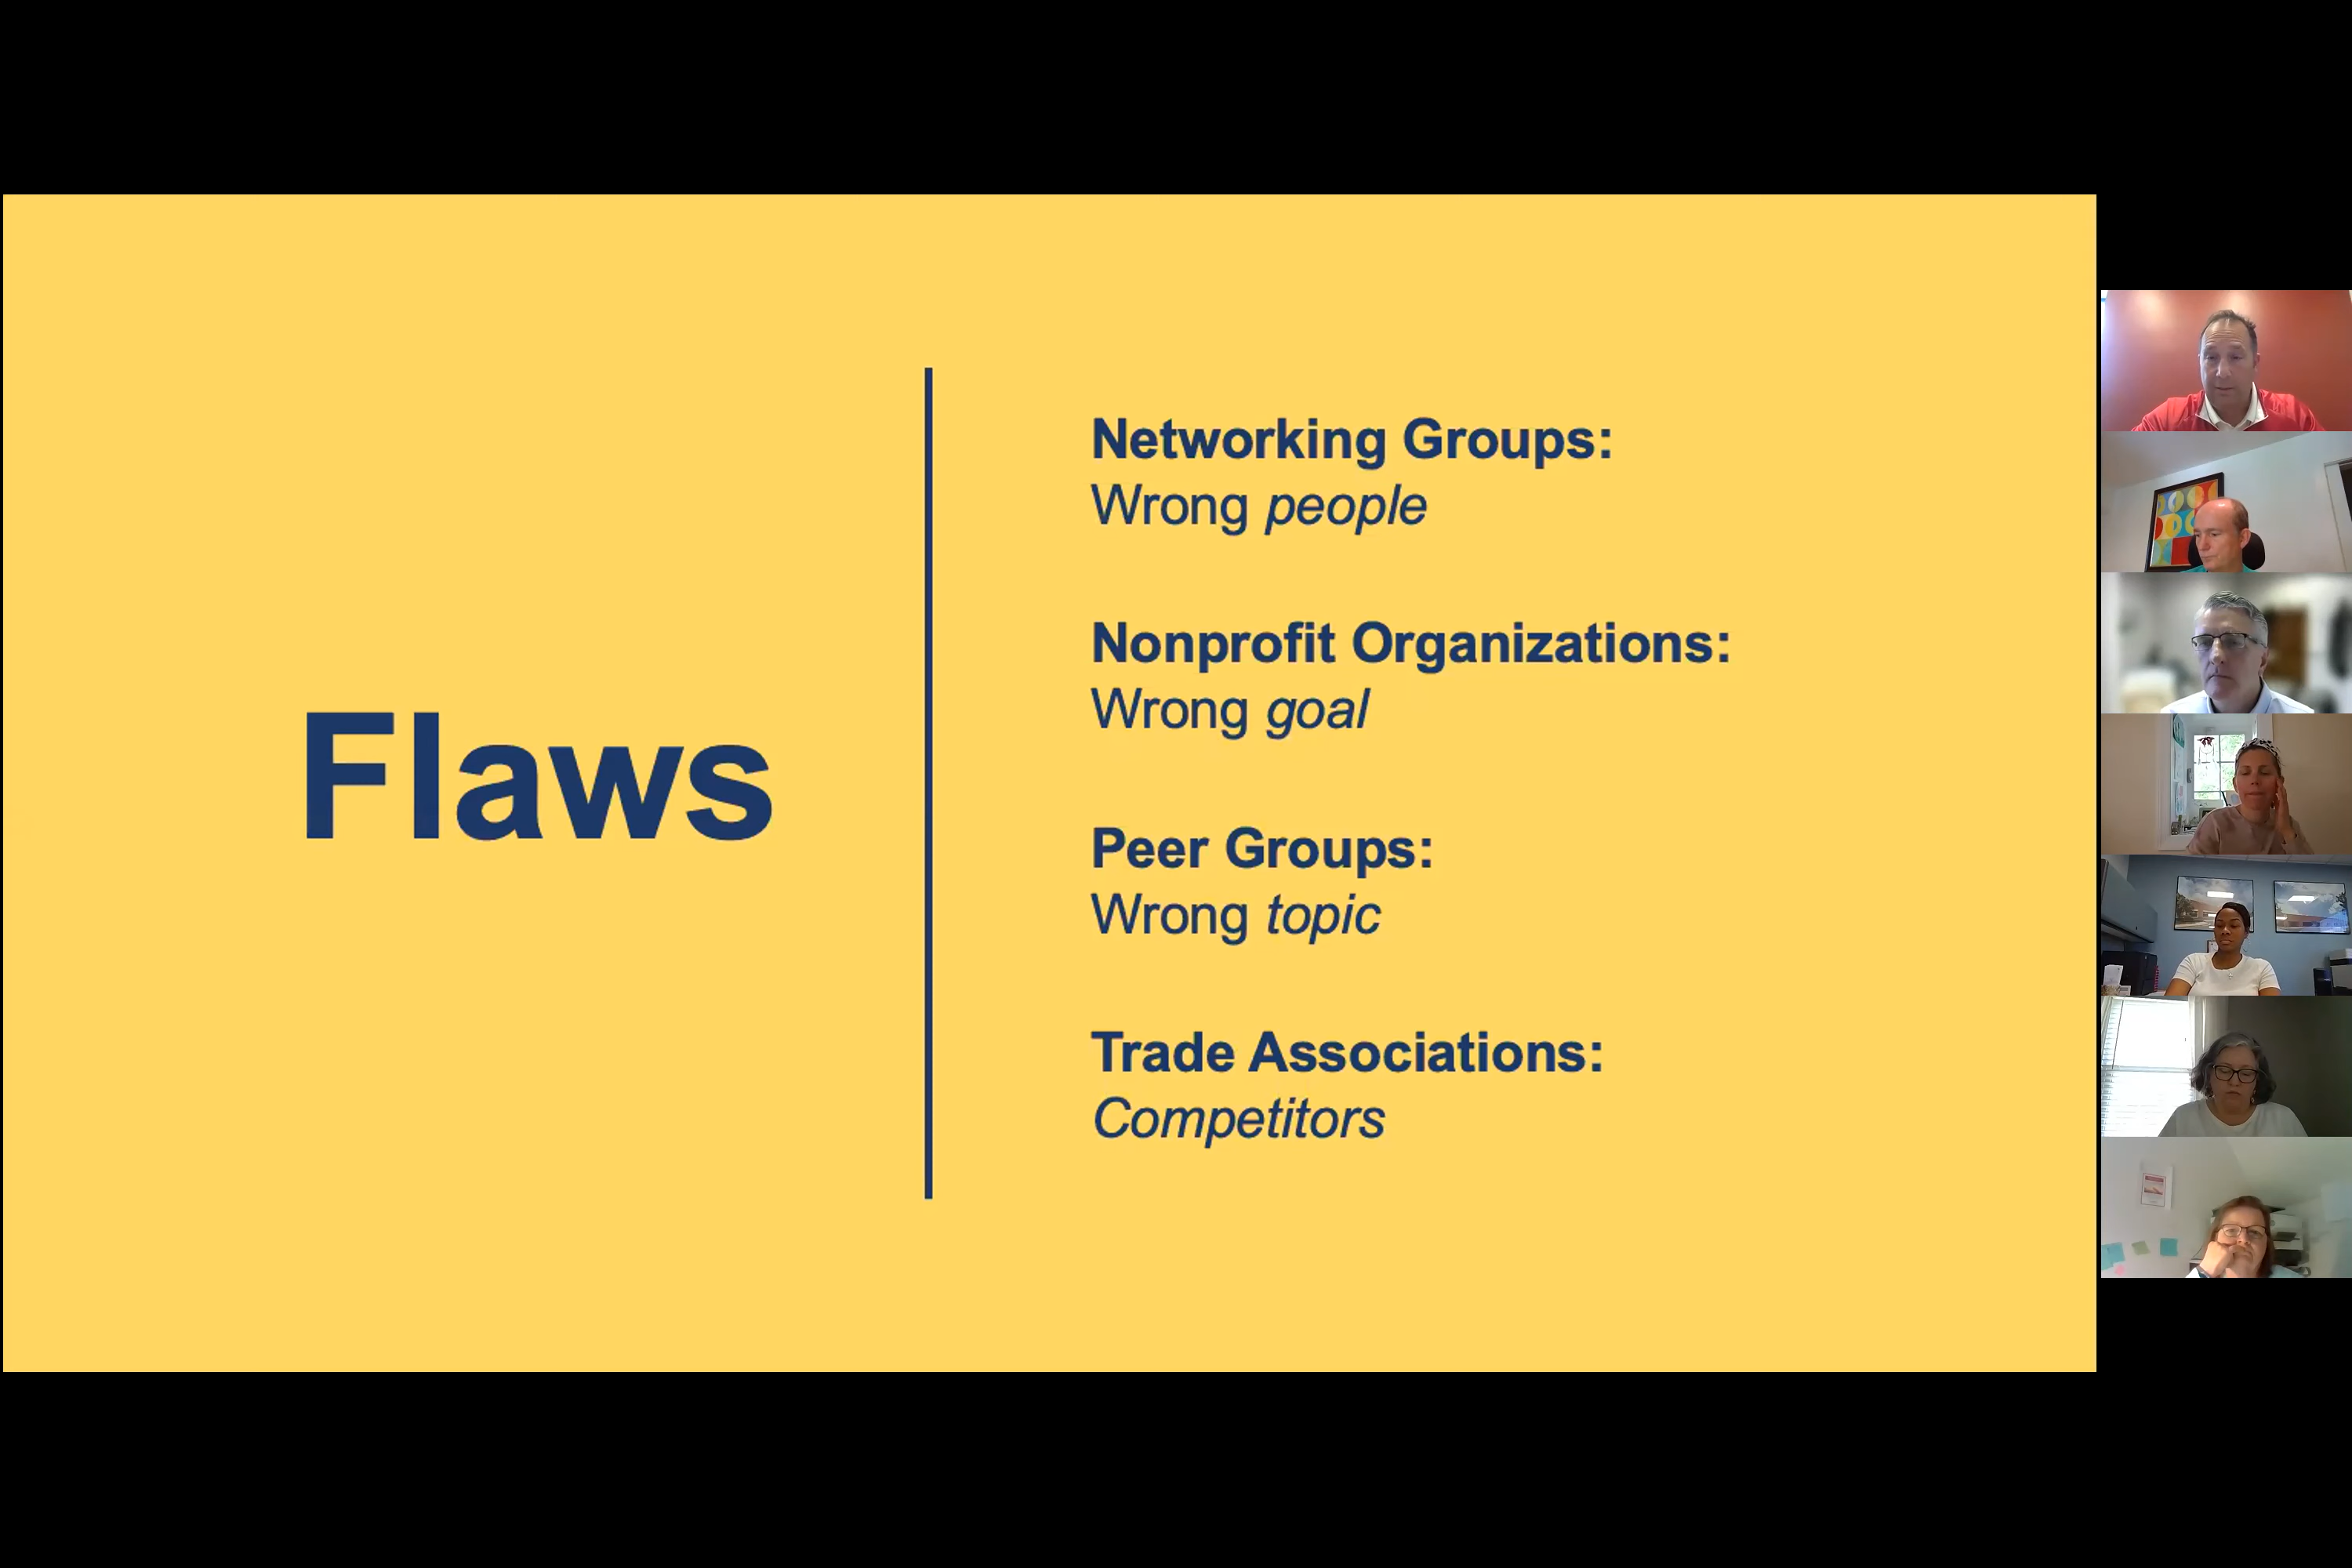 Flaws
Networking Groups:
Wrong people
Nonprofit Organizations:
Wrong goal
Peer Groups:
Wrong topic
Trade Associations:
Competitors